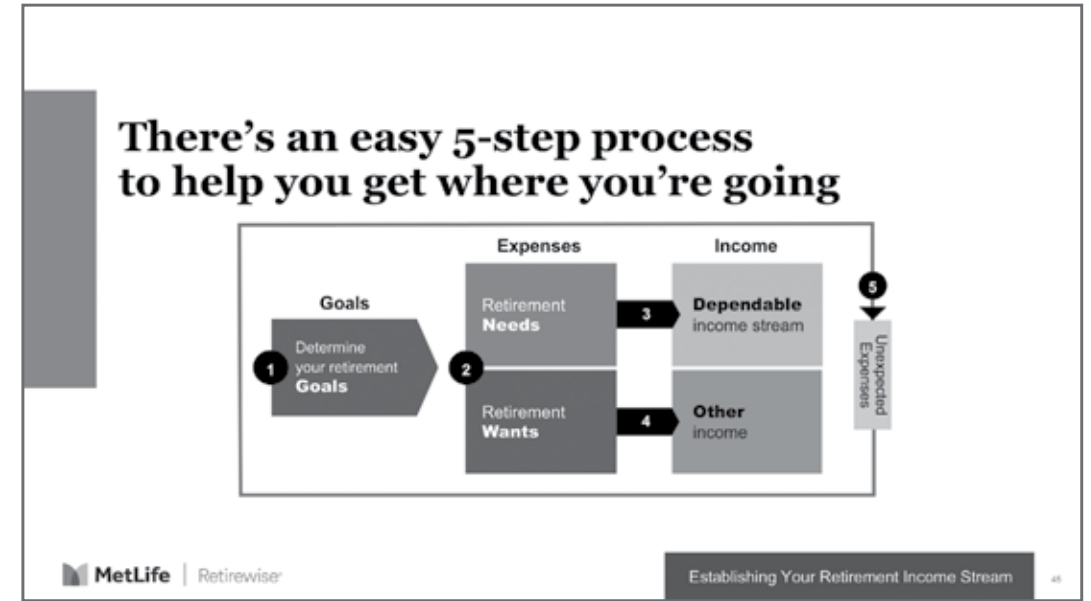 There's an easy 5-step process
to help you get where you're going
Goals
1
Determine
your retirement
Goals
Expenses
2
Retirement
Needs
Retirement
Wants
3
4
Income
Dependable
income stream
Other
income
5
Unexpected
Expenses
MetLife | Retirewise®
Establishing Your Retirement Income Stream